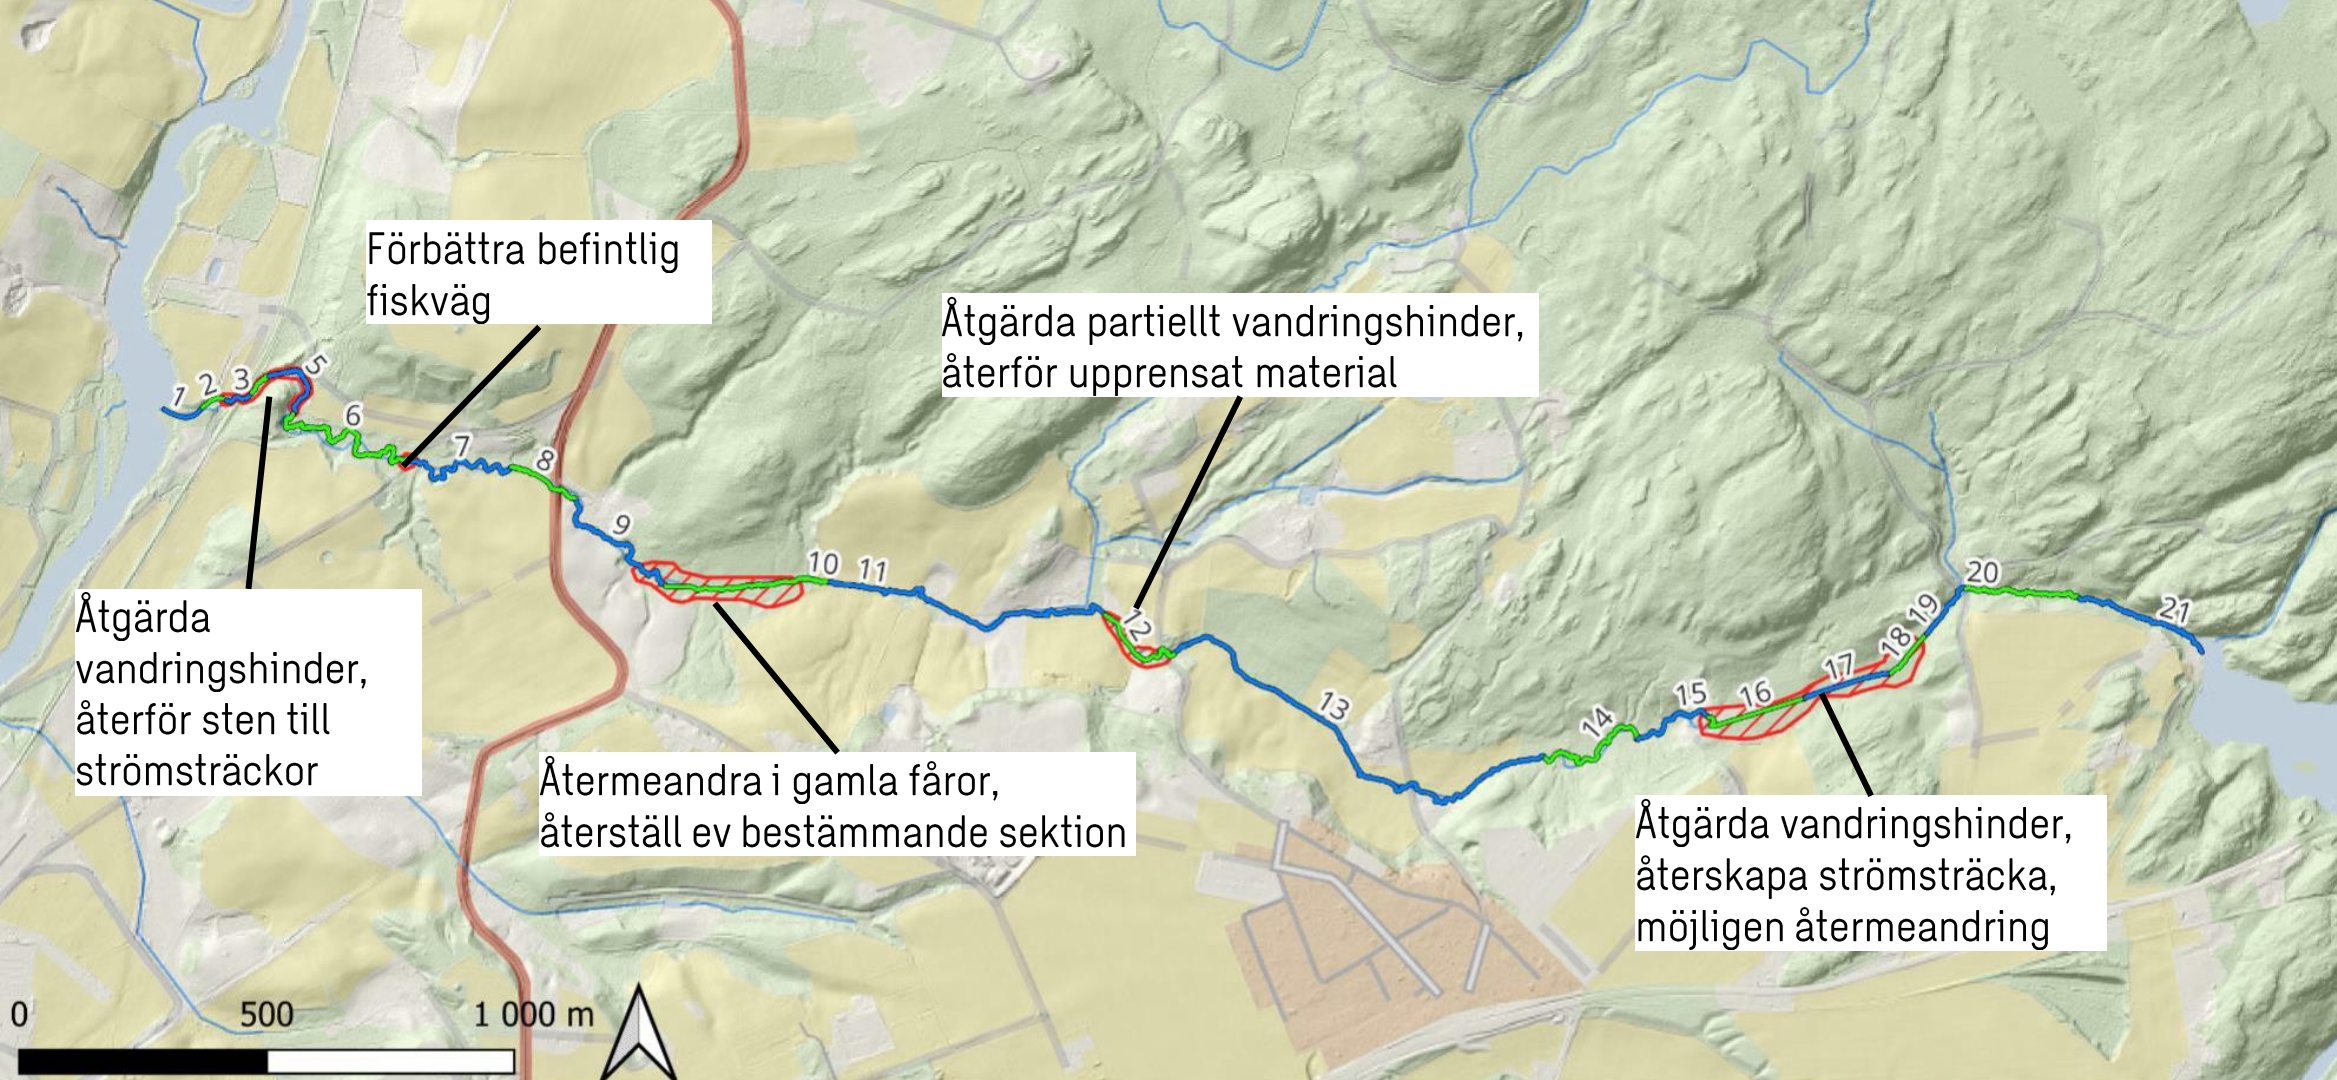 Förbättra befintlig
fiskväg
Åtgärda partiellt vandringshinder,
återför upprensat material
1
2
3
5
6
7
8
9
10
11
12
13
14
15
16
17
18
19
20
21
Åtgärda
vandringshinder,
återför sten till
strömsträckor
Återmeandra i gamla fåror,
återställ ev bestämmande sektion
Åtgärda vandringshinder,
återskapa strömsträcka,
möjligen återmeandring
0 500 1 000 m